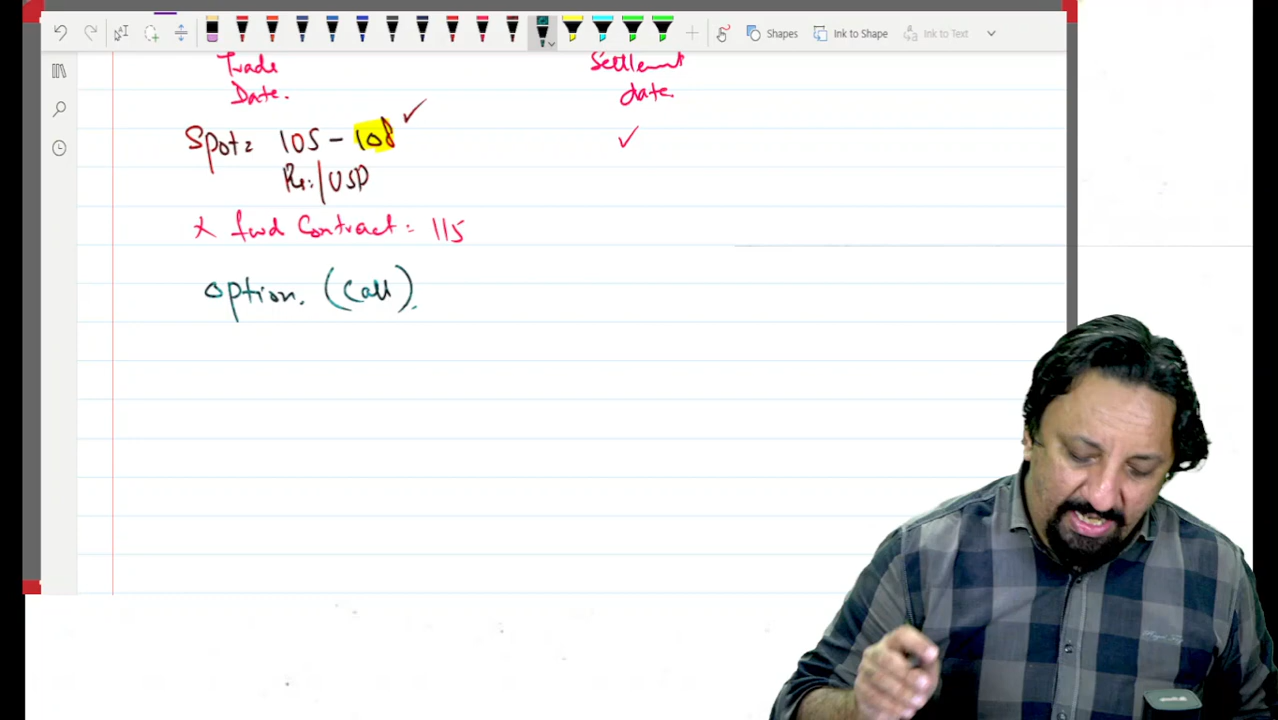 Shapes Ink to Shape Ink to Text
Trade Settlement
Date. date.
Spot= 105 - 108 ✓ ✓
Rs./USD
X fwd Contract = 115
Option. (Call).